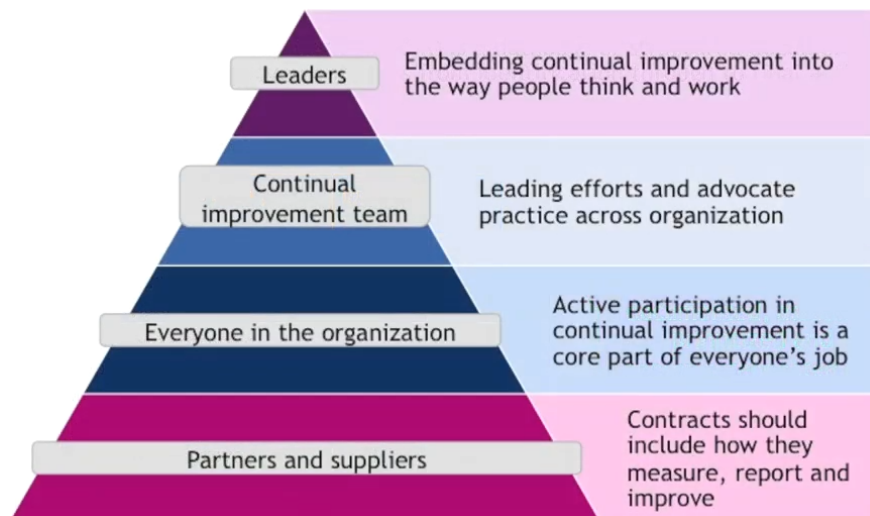 Leaders
Embedding continual improvement into
the way people think and work
Continual
improvement team
Leading efforts and advocate
practice across organization
Everyone in the organization
Active participation in
continual improvement is a
core part of everyone's job
Partners and suppliers
Contracts should
include how they
measure, report and
improve